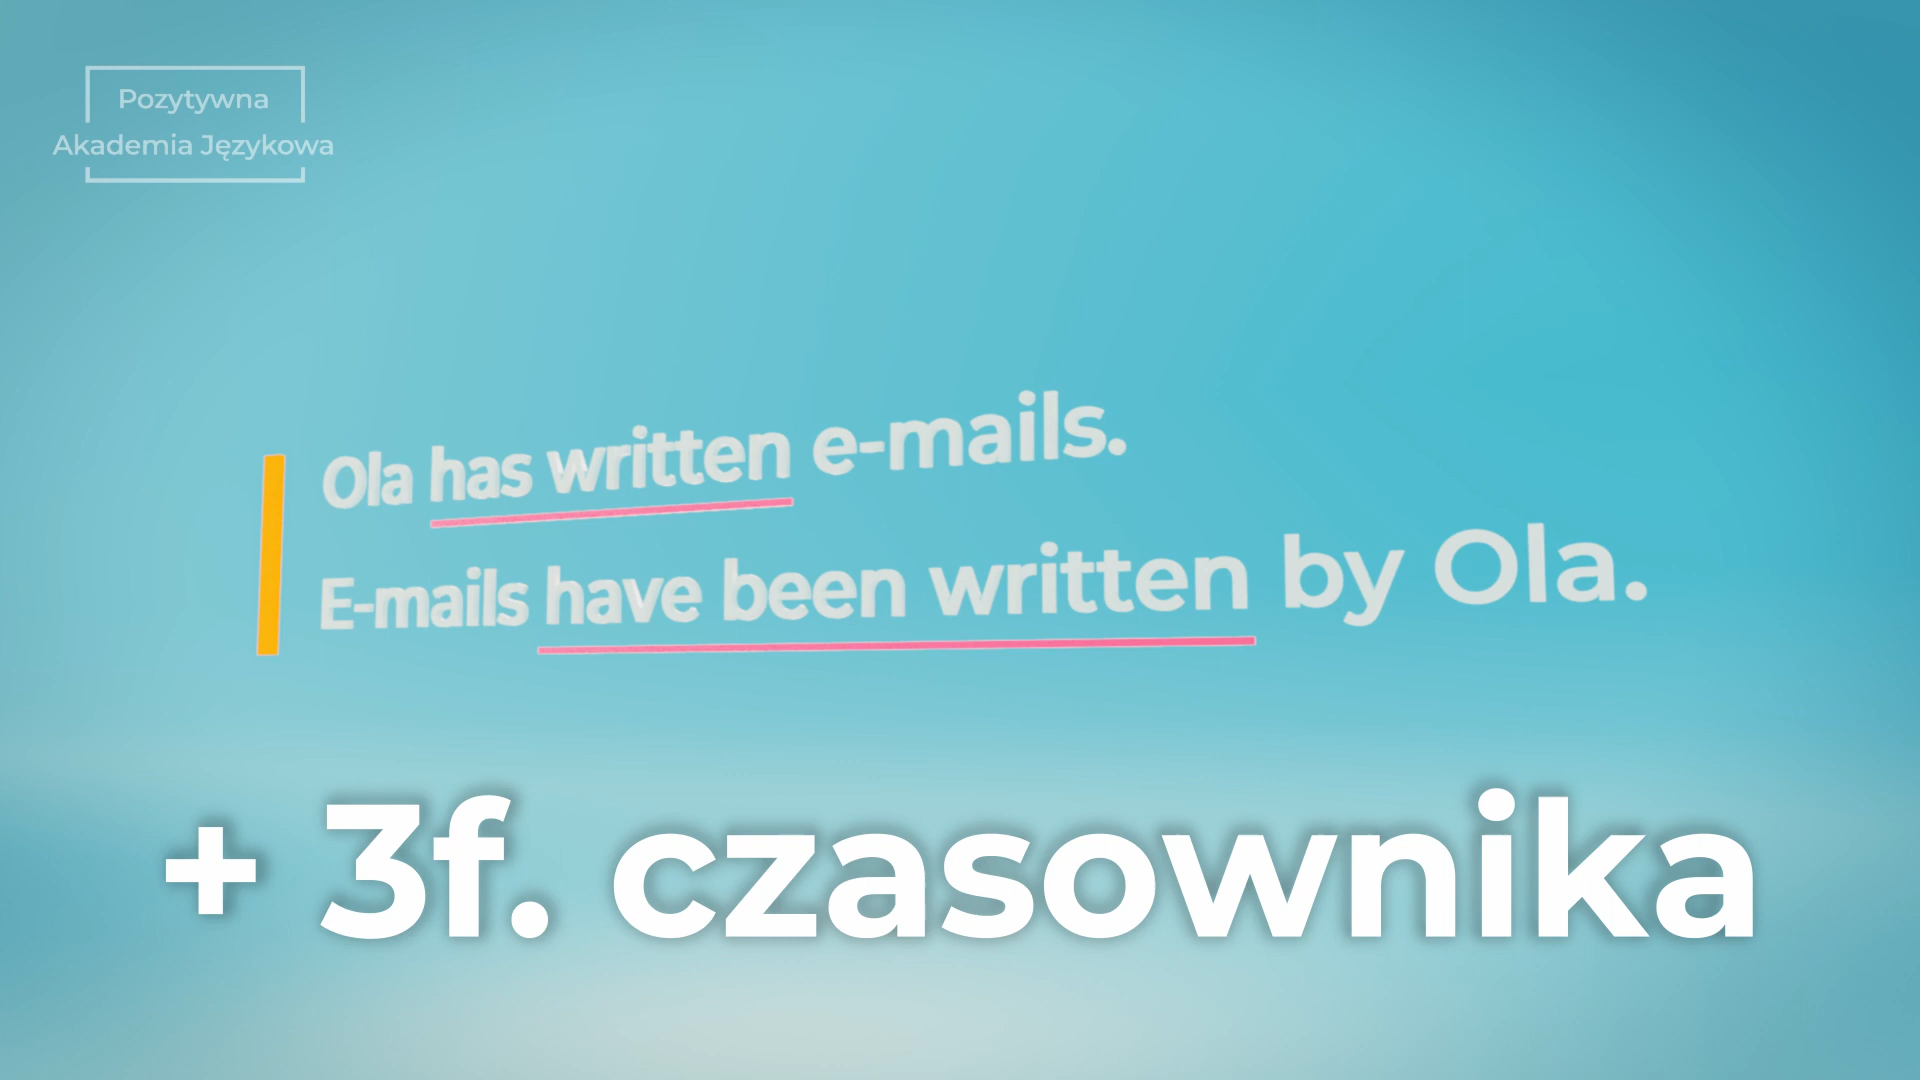 Pozytywna
Akademia Językowa
Ola has written e-mails.
E-mails have been written by Ola.
+ 3f. czasownika